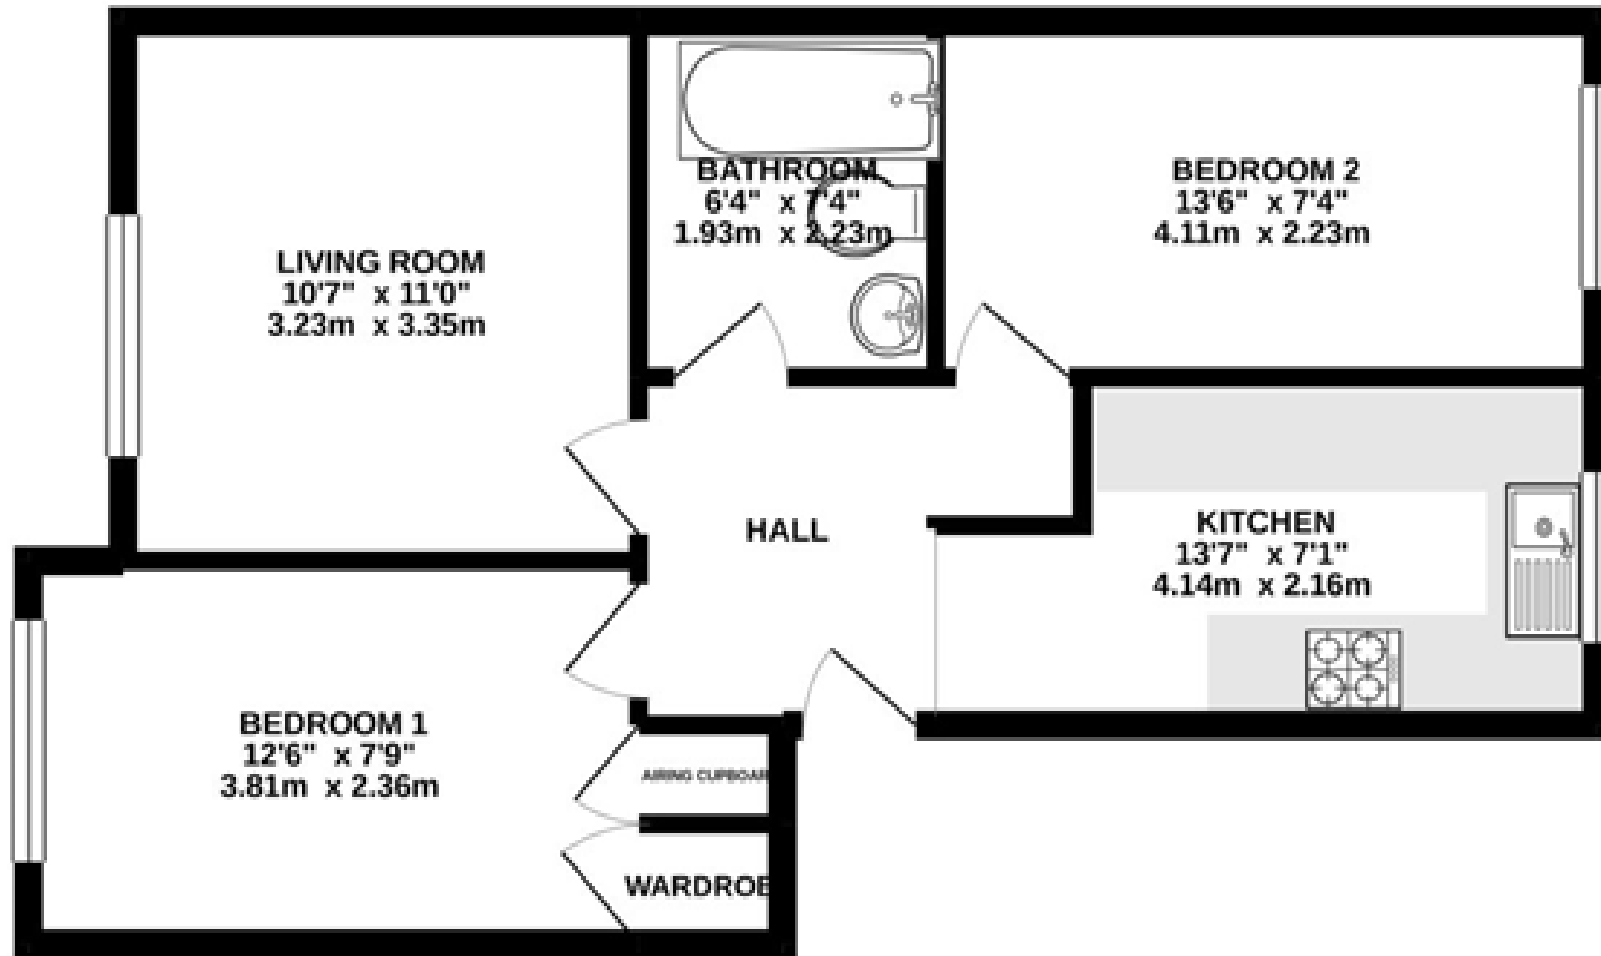 BATHROOM
6'4" x 7'4"
1.93m x 2.23m
BEDROOM 2
13'6" x 7'4"
4.11m x 2.23m
LIVING ROOM
10'7" x 11'0"
3.23m x 3.35m
HALL
KITCHEN
13'7" x 7'1"
4.14m x 2.16m
BEDROOM 1
12'6" x 7'9"
3.81m x 2.36m
AIRING CUPBOAR
WARDROB